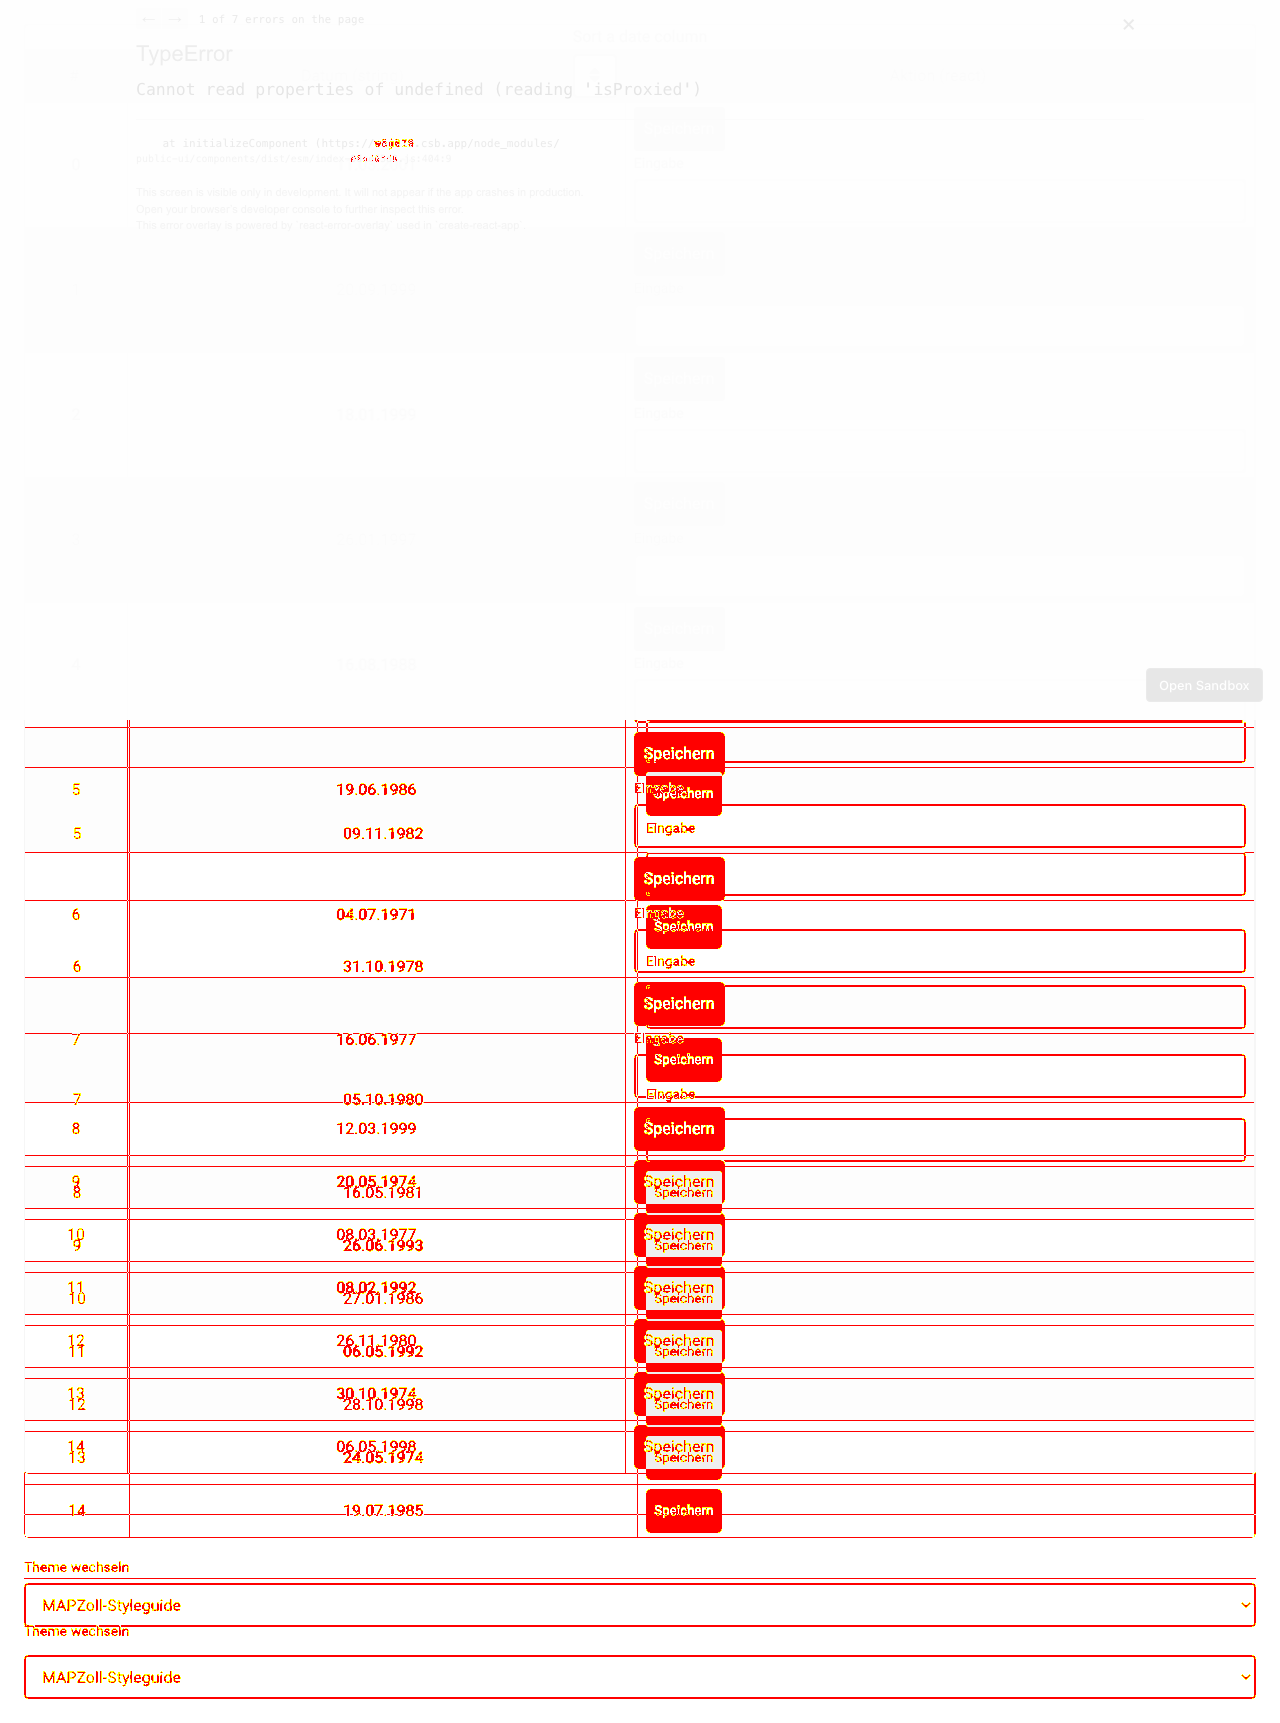 ← → 1 of 7 errors on the page
×
TypeError
Cannot read properties of undefined (reading 'isProxied')
at initializeComponent (https:/ .csb.app/node_modules/
This screen is visible only in development. It will not appear if the app crashes in production.
Open your browser's developer console to further inspect this error.
This error overlay is powered by `react-error-overlay` used in `create-react-app`.
Open Sandbox
Speichern
5 19.06.1986 Eingabe
Speichern
5 09.11.1982 Eingabe
Speichern
6 04.07.1971 Eingabe
Speichern
6 31.10.1978 Eingabe
Speichern
7 16.06.1977 Eingabe
Speichern
7 05.10.1980 Eingabe
8 12.03.1999 Speichern
9 20.05.1974 Speichern
8 16.05.1981 Speichern
10 08.03.1977 Speichern
9 26.06.1993 Speichern
11 08.02.1992 Speichern
10 27.01.1986 Speichern
12 26.11.1980 Speichern
11 06.05.1992 Speichern
13 30.10.1974 Speichern
12 28.10.1998 Speichern
14 06.05.1998 Speichern
13 24.05.1974 Speichern
14 19.07.1985 Speichern
Theme wechseln
MAPZoll-Styleguide
Theme wechseln
MAPZoll-Styleguide